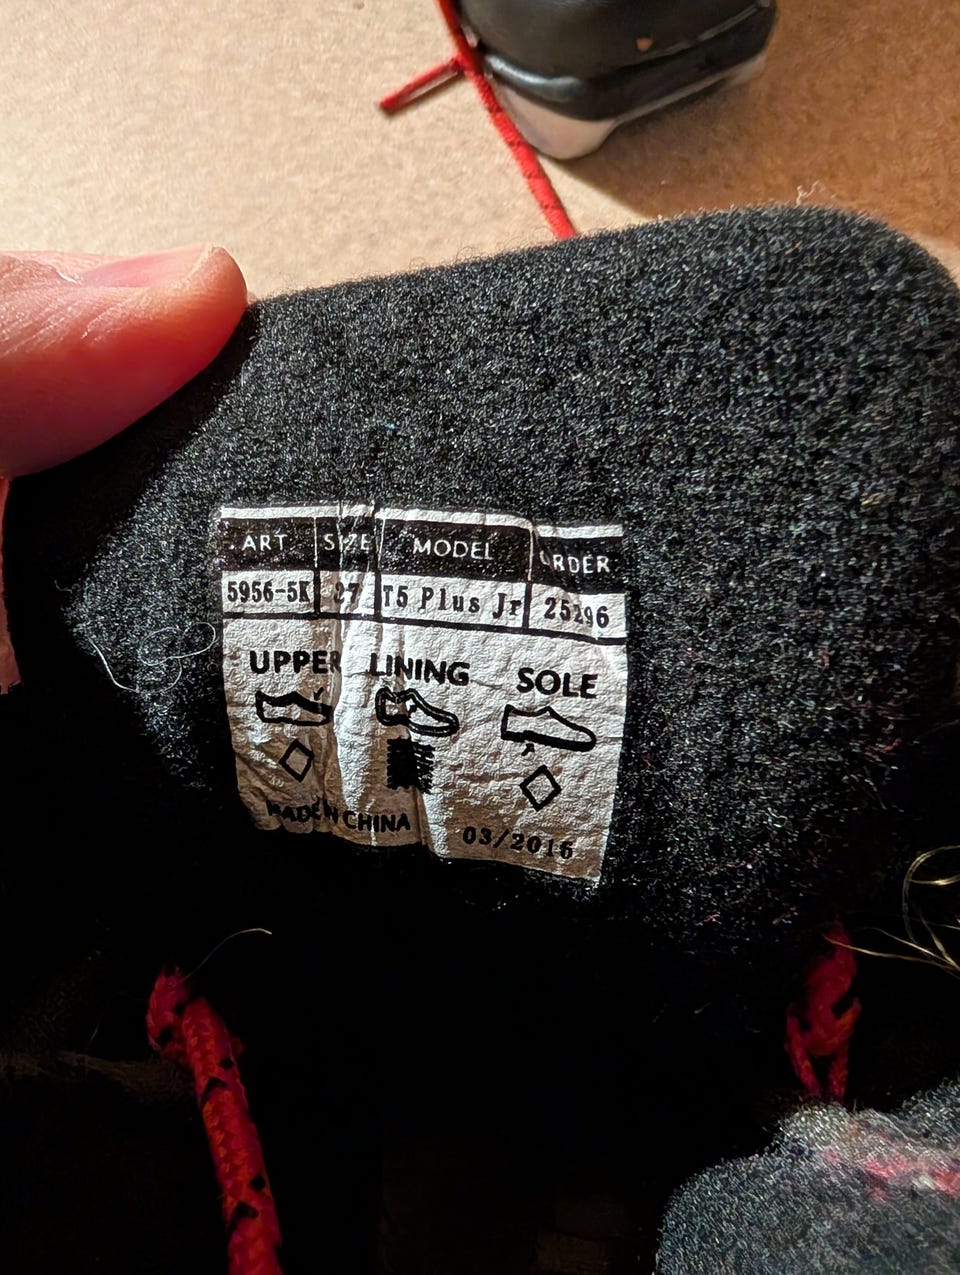 ART SIZE MODEL ORDER
5956-5K 27 T5 Plus Jr 25296
UPPER LINING SOLE
MADE IN CHINA
03/2016